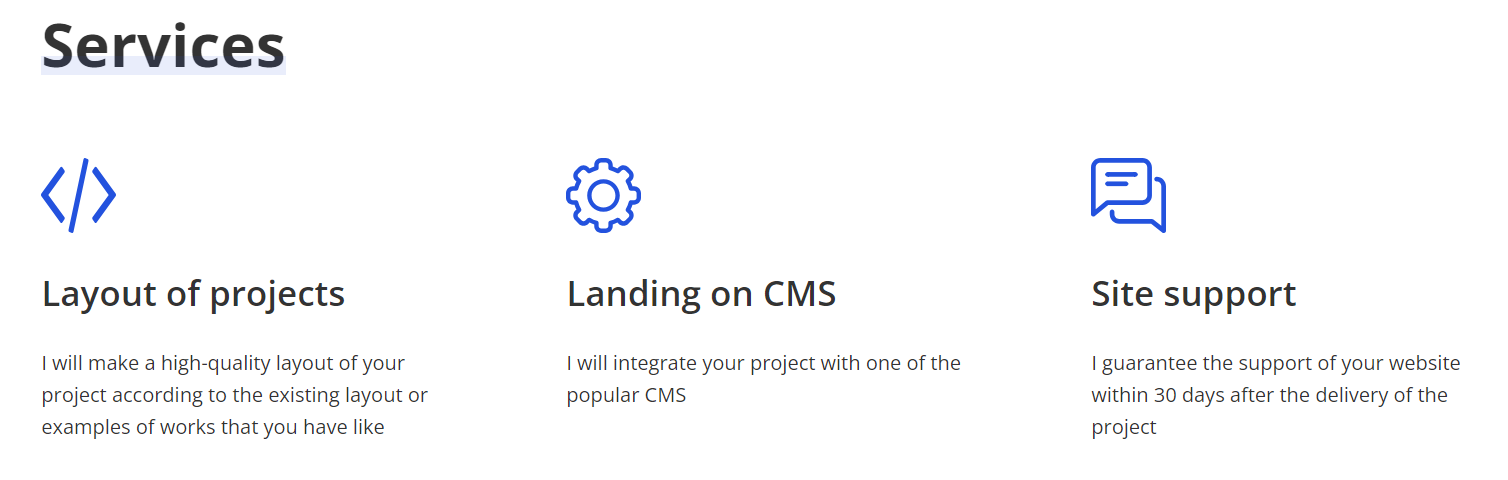 Services
Layout of projects
I will make a high-quality layout of your
project according to the existing layout or
examples of works that you have like
Landing on CMS
I will integrate your project with one of the
popular CMS
Site support
I guarantee the support of your website
within 30 days after the delivery of the
project